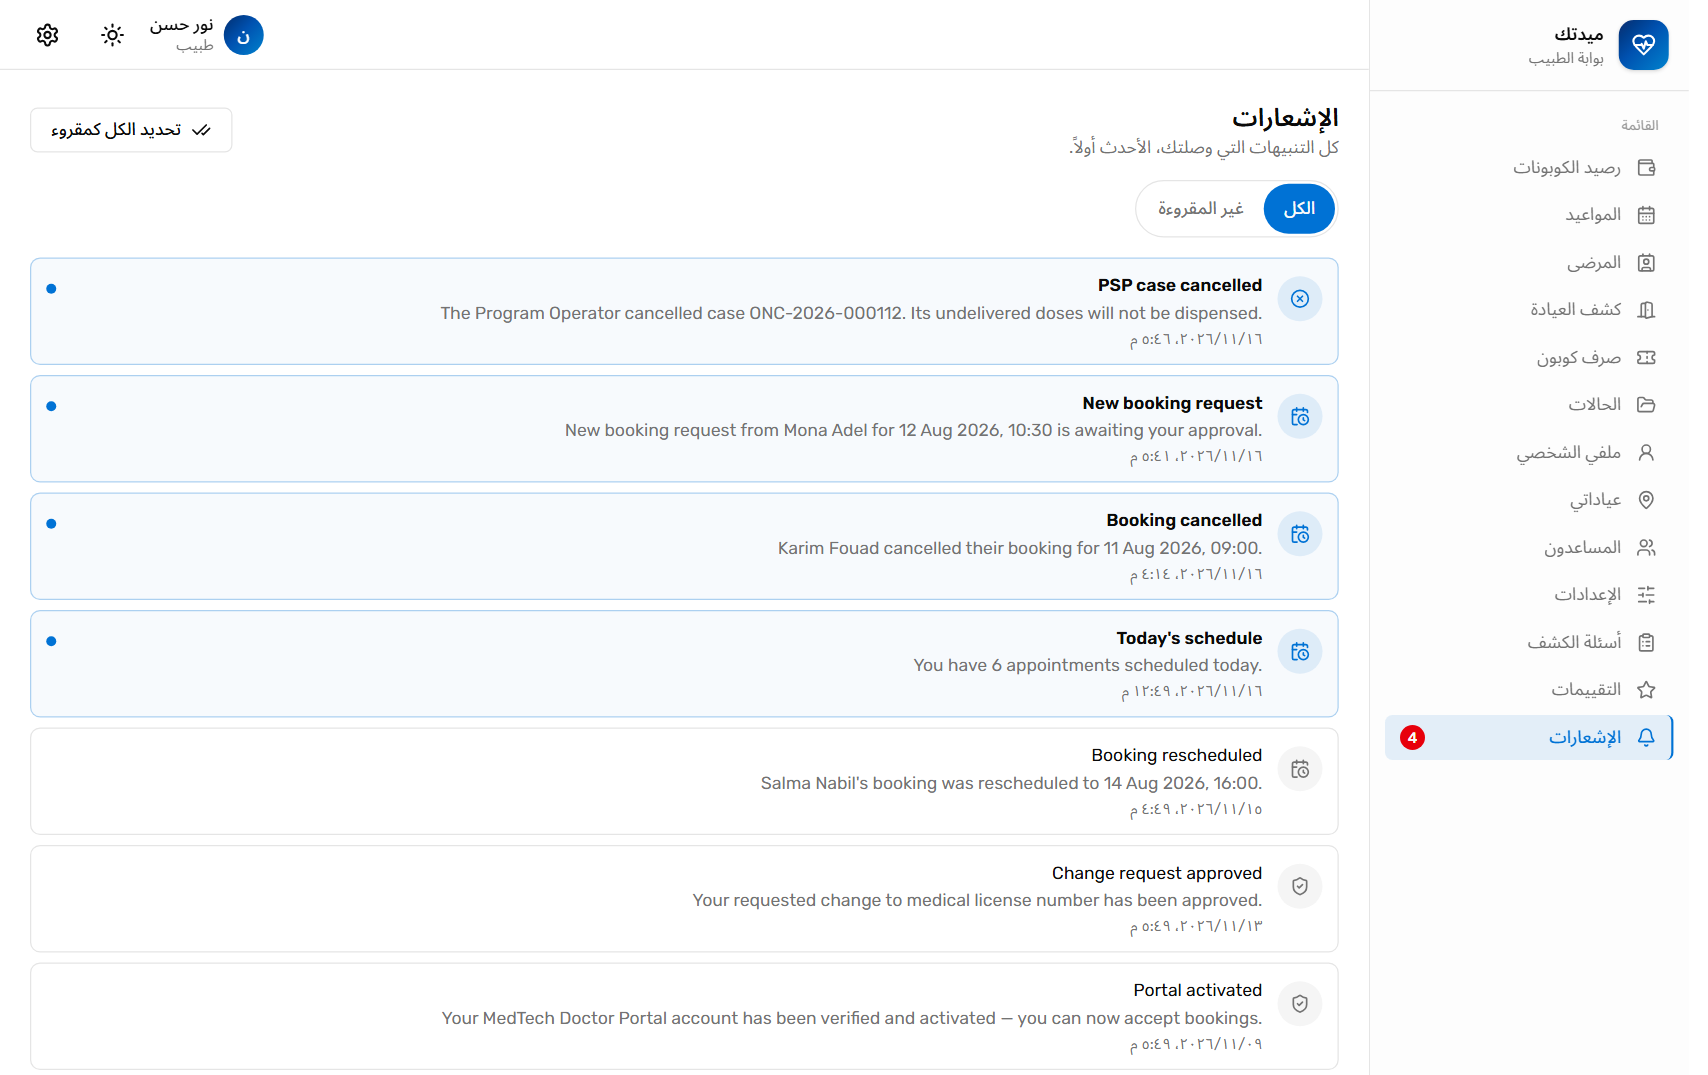 ميدتك
بوابة الطبيب
القائمة
رصيد الكوبونات
المواعيد
المرضى
كشف العيادة
صرف كوبون
الحالات
ملفي الشخصي
عياداتي
المساعدون
الإعدادات
أسئلة الكشف
التقييمات
الإشعارات 4
ن
نور حسن
طبيب
الإشعارات
كل التنبيهات التي وصلتك، الأحدث أولاً.
تحديد الكل كمقروء
الكل
غير المقروءة
PSP case cancelled
The Program Operator cancelled case ONC-2026-000112. Its undelivered doses will not be dispensed.
٢٠٢٦/١١/١٦، ٥:٤٦ م
New booking request
New booking request from Mona Adel for 12 Aug 2026, 10:30 is awaiting your approval.
٢٠٢٦/١١/١٦، ٥:٤١ م
Booking cancelled
Karim Fouad cancelled their booking for 11 Aug 2026, 09:00.
٢٠٢٦/١١/١٦، ٤:١٤ م
Today's schedule
You have 6 appointments scheduled today.
٢٠٢٦/١١/١٦، ١٢:٤٩ م
Booking rescheduled
Salma Nabil's booking was rescheduled to 14 Aug 2026, 16:00.
٢٠٢٦/١١/١٥، ٤:٤٩ م
Change request approved
Your requested change to medical license number has been approved.
٢٠٢٦/١١/١٣، ٥:٤٩ م
Portal activated
Your MedTech Doctor Portal account has been verified and activated — you can now accept bookings.
٢٠٢٦/١١/٠٩، ٥:٤٩ م